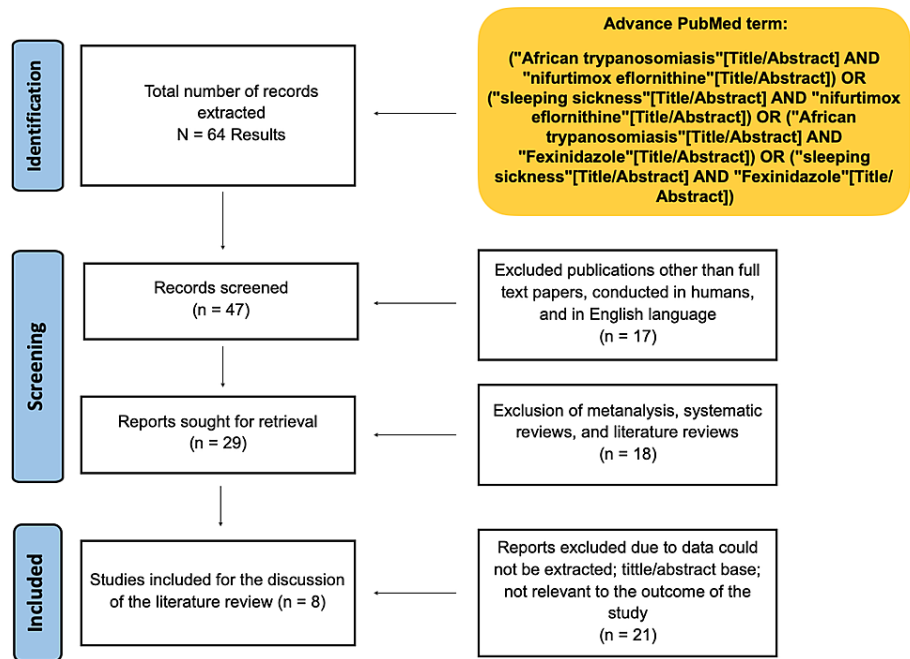 Identification
Total number of records
extracted
N = 64 Results
Advance PubMed term:
("African trypanosomiasis"[Title/Abstract] AND
"nifurtimox eflornithine"[Title/Abstract]) OR
("sleeping sickness"[Title/Abstract] AND "nifurtimox
eflornithine"[Title/Abstract]) OR ("African
trypanosomiasis"[Title/Abstract] AND
"Fexinidazole"[Title/Abstract]) OR ("sleeping
sickness"[Title/Abstract] AND "Fexinidazole"[Title/
Abstract])
Screening
Records screened
(n = 47)
Excluded publications other than full
text papers, conducted in humans,
and in English language
(n = 17)
Reports sought for retrieval
(n = 29)
Exclusion of metanalysis, systematic
reviews, and literature reviews
(n = 18)
Included
Studies included for the discussion
of the literature review (n = 8)
Reports excluded due to data could
not be extracted; tittle/abstract base;
not relevant to the outcome of the
study
(n = 21)